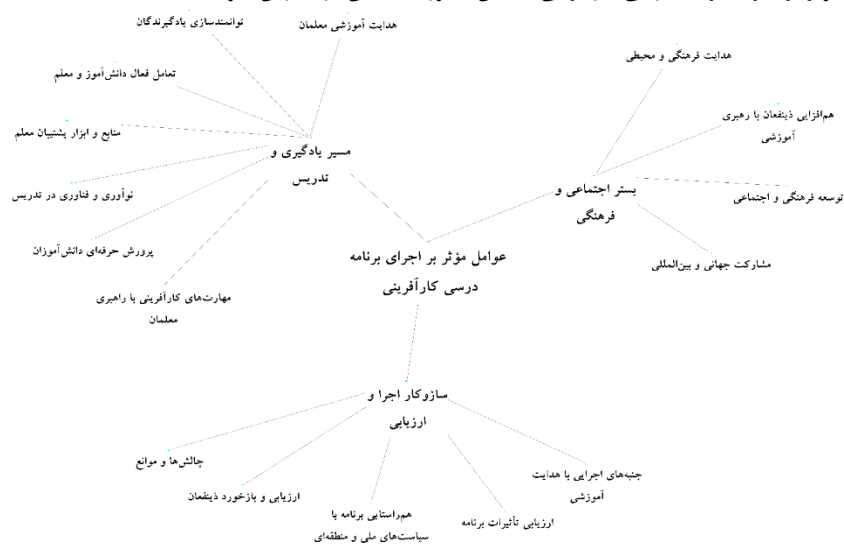 توانمندسازی یادگیرندگان
هدایت آموزشی معلمان
تعامل فعال دانش‌آموز و معلم
منابع و ابزار پشتیبان معلم
نوآوری و فناوری در تدریس
پرورش حرفه‌ای دانش‌آموزان
مهارت‌های کارآفرینی با راهبری
معلمان
مسیر یادگیری و
تدریس
هدایت فرهنگی و محیطی
هم‌افزایی ذینفعان با رهبری
آموزشی
توسعه فرهنگی و اجتماعی
مشارکت جهانی و بین‌المللی
بستر اجتماعی و
فرهنگی
عوامل مؤثر بر اجرای برنامه
درسی کارآفرینی
سازوکار اجرا و
ارزیابی
چالش‌ها و موانع
ارزیابی و بازخورد ذینفعان
هم‌راستایی برنامه با
سیاست‌های ملی و منطقه‌ای
ارزیابی تأثیرات برنامه
جنبه‌های اجرایی با هدایت
آموزشی